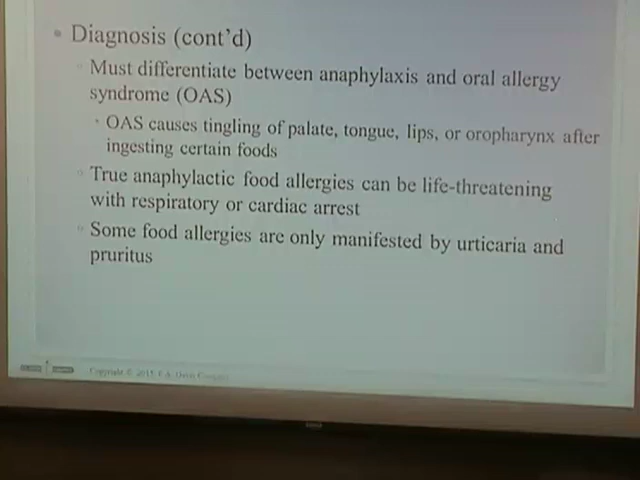 • Diagnosis (cont'd)
Must differentiate between anaphylaxis and oral allergy
syndrome (OAS)
• OAS causes tingling of palate, tongue, lips, or oropharynx after
ingesting certain foods
True anaphylactic food allergies can be life-threatening
with respiratory or cardiac arrest
Some food allergies are only manifested by urticaria and
pruritus
Copyright © 2015 F.A. Davis Company